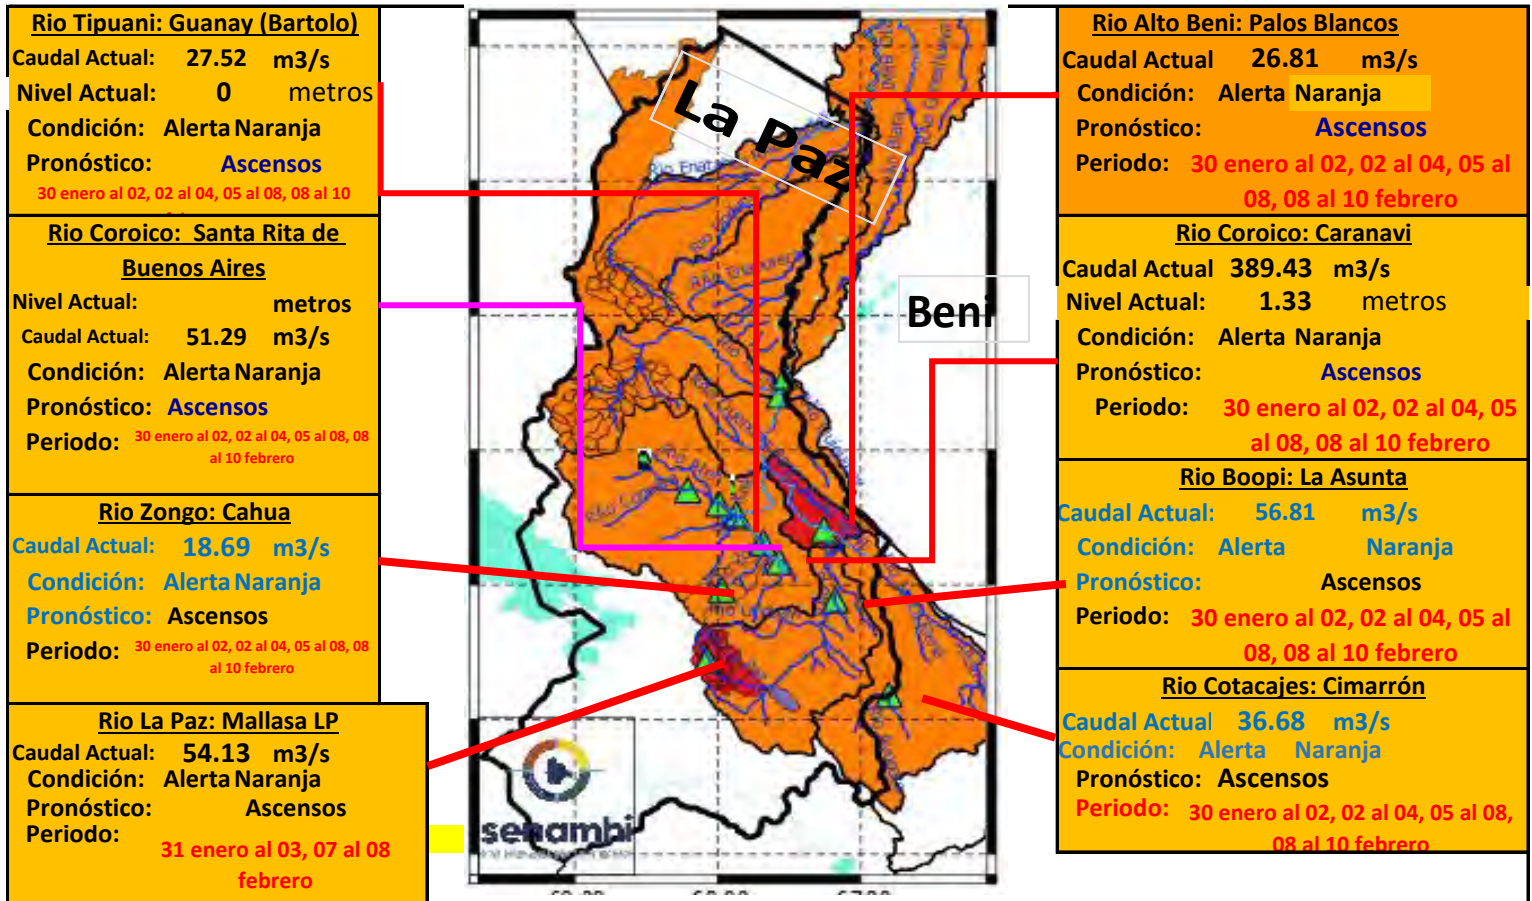 Rio Tipuani: Guanay (Bartolo)
Caudal Actual: 27.52 m3/s
Nivel Actual: 0 metros
Condición: Alerta Naranja
Pronóstico: Ascensos
30 enero al 02, 02 al 04, 05 al 08, 08 al 10
Rio Coroico: Santa Rita de
Buenos Aires
Nivel Actual: metros
Caudal Actual: 51.29 m3/s
Condición: Alerta Naranja
Pronóstico: Ascensos
Periodo: 30 enero al 02, 02 al 04, 05 al 08, 08
al 10 febrero
Rio Zongo: Cahua
Caudal Actual: 18.69 m3/s
Condición: Alerta Naranja
Pronóstico: Ascensos
Periodo: 30 enero al 02, 02 al 04, 05 al 08, 08
al 10 febrero
Rio La Paz: Mallasa LP
Caudal Actual: 54.13 m3/s
Condición: Alerta Naranja
Pronóstico: Ascensos
Periodo:
31 enero al 03, 07 al 08
febrero
La Paz
Beni
senamhi
Rio Alto Beni: Palos Blancos
Caudal Actual 26.81 m3/s
Condición: Alerta Naranja
Pronóstico: Ascensos
Periodo: 30 enero al 02, 02 al 04, 05 al
08, 08 al 10 febrero
Rio Coroico: Caranavi
Caudal Actual 389.43 m3/s
Nivel Actual: 1.33 metros
Condición: Alerta Naranja
Pronóstico: Ascensos
Periodo: 30 enero al 02, 02 al 04, 05
al 08, 08 al 10 febrero
Rio Boopi: La Asunta
Caudal Actual: 56.81 m3/s
Condición: Alerta Naranja
Pronóstico: Ascensos
Periodo: 30 enero al 02, 02 al 04, 05 al
08, 08 al 10 febrero
Rio Cotacajes: Cimarrón
Caudal Actual 36.68 m3/s
Condición: Alerta Naranja
Pronóstico: Ascensos
Periodo: 30 enero al 02, 02 al 04, 05 al 08,
08 al 10 febrero